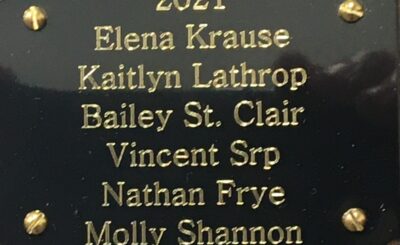 2021
Elena Krause
Kaitlyn Lathrop
Bailey St. Clair
Vincent Srp
Nathan Frye
Molly Shannon